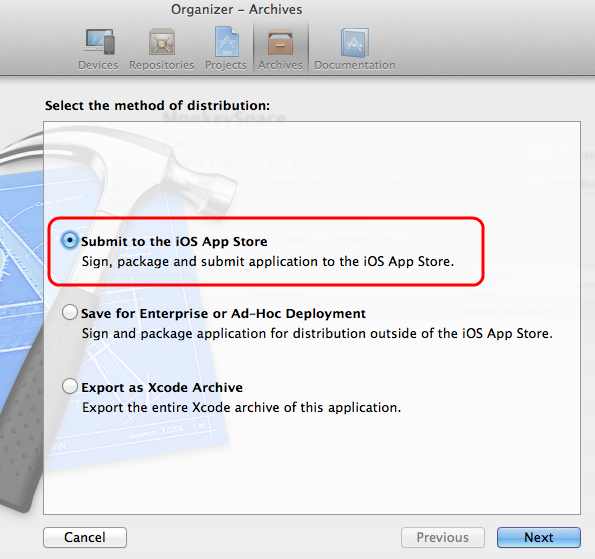 Organizer – Archives
Devices Repositories Projects Archives Documentation
Select the method of distribution:
MonkeySpace
Submit to the iOS App Store
Sign, package and submit application to the iOS App Store.
Save for Enterprise or Ad-Hoc Deployment
Sign and package application for distribution outside of the iOS App Store.
Export as Xcode Archive
Export the entire Xcode archive of this application.
Cancel Previous Next